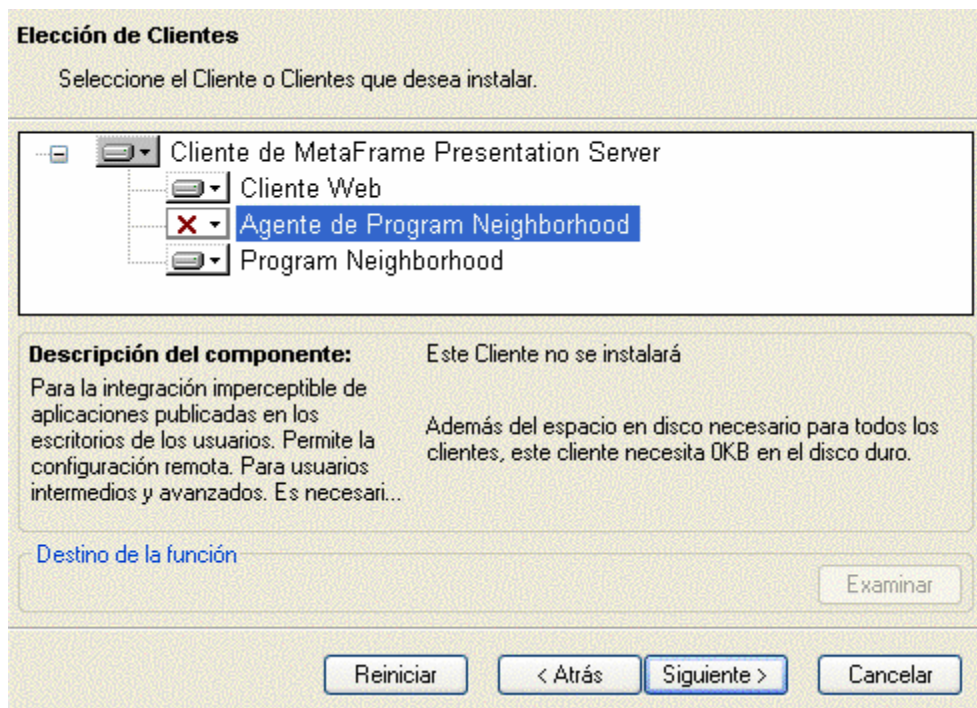 Elección de Clientes
Seleccione el Cliente o Clientes que desea instalar.
Cliente de MetaFrame Presentation Server
Cliente Web
Agente de Program Neighborhood
Program Neighborhood
Descripción del componente:
Para la integración imperceptible de
aplicaciones publicadas en los
escritorios de los usuarios. Permite la
configuración remota. Para usuarios
intermedios y avanzados. Es necesari...
Este Cliente no se instalará
Además del espacio en disco necesario para todos los
clientes, este cliente necesita 0KB en el disco duro.
Destino de la función
Examinar
Reiniciar
< Atrás
Siguiente >
Cancelar